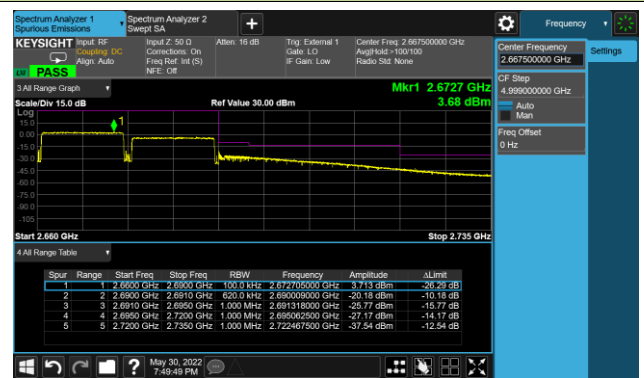 Spectrum Analyzer 1
Spurious Emissions
Spectrum Analyzer 2
Swept SA
Frequency
KEYSIGHT
Input: RF
Coupling: DC
Align: Auto
Input Z: 50 Ω
Corrections: On
Freq Ref: Int (S)
NFE: Off
Atten: 16 dB
Trig: External 1
Gate: LO
IF Gain: Low
Center Freq: 2.667500000 GHz
Avg|Hold:>100/100
Radio Std: None
PASS
Center Frequency
2.667500000 GHz
Settings
CF Step
4.999000000 GHz
Auto
Man
Freq Offset
0 Hz
3 All Range Graph
Mkr1 2.6727 GHz
Scale/Div 15.0 dB
Ref Value 30.00 dBm
3.68 dBm
Log
1
15.0
0.00
-15.0
-30.0
-45.0
-60.0
-75.0
-90.0
-105
Start 2.660 GHz
Stop 2.735 GHz
4 All Range Table
Spur Range Start Freq Stop Freq RBW Frequency Amplitude ΔLimit
1 1 2.6600 GHz 2.6900 GHz 100.0 kHz 2.672705000 GHz 3.713 dBm -26.29 dB
2 2 2.6900 GHz 2.6910 GHz 620.0 kHz 2.690009000 GHz -20.18 dBm -10.18 dB
3 3 2.6910 GHz 2.6950 GHz 1.000 MHz 2.691318000 GHz -25.77 dBm -15.77 dB
4 4 2.6950 GHz 2.7200 GHz 1.000 MHz 2.695062500 GHz -27.17 dBm -14.17 dB
5 5 2.7200 GHz 2.7350 GHz 1.000 MHz 2.722467500 GHz -37.54 dBm -12.54 dB
May 30, 2022
7:49:49 PM